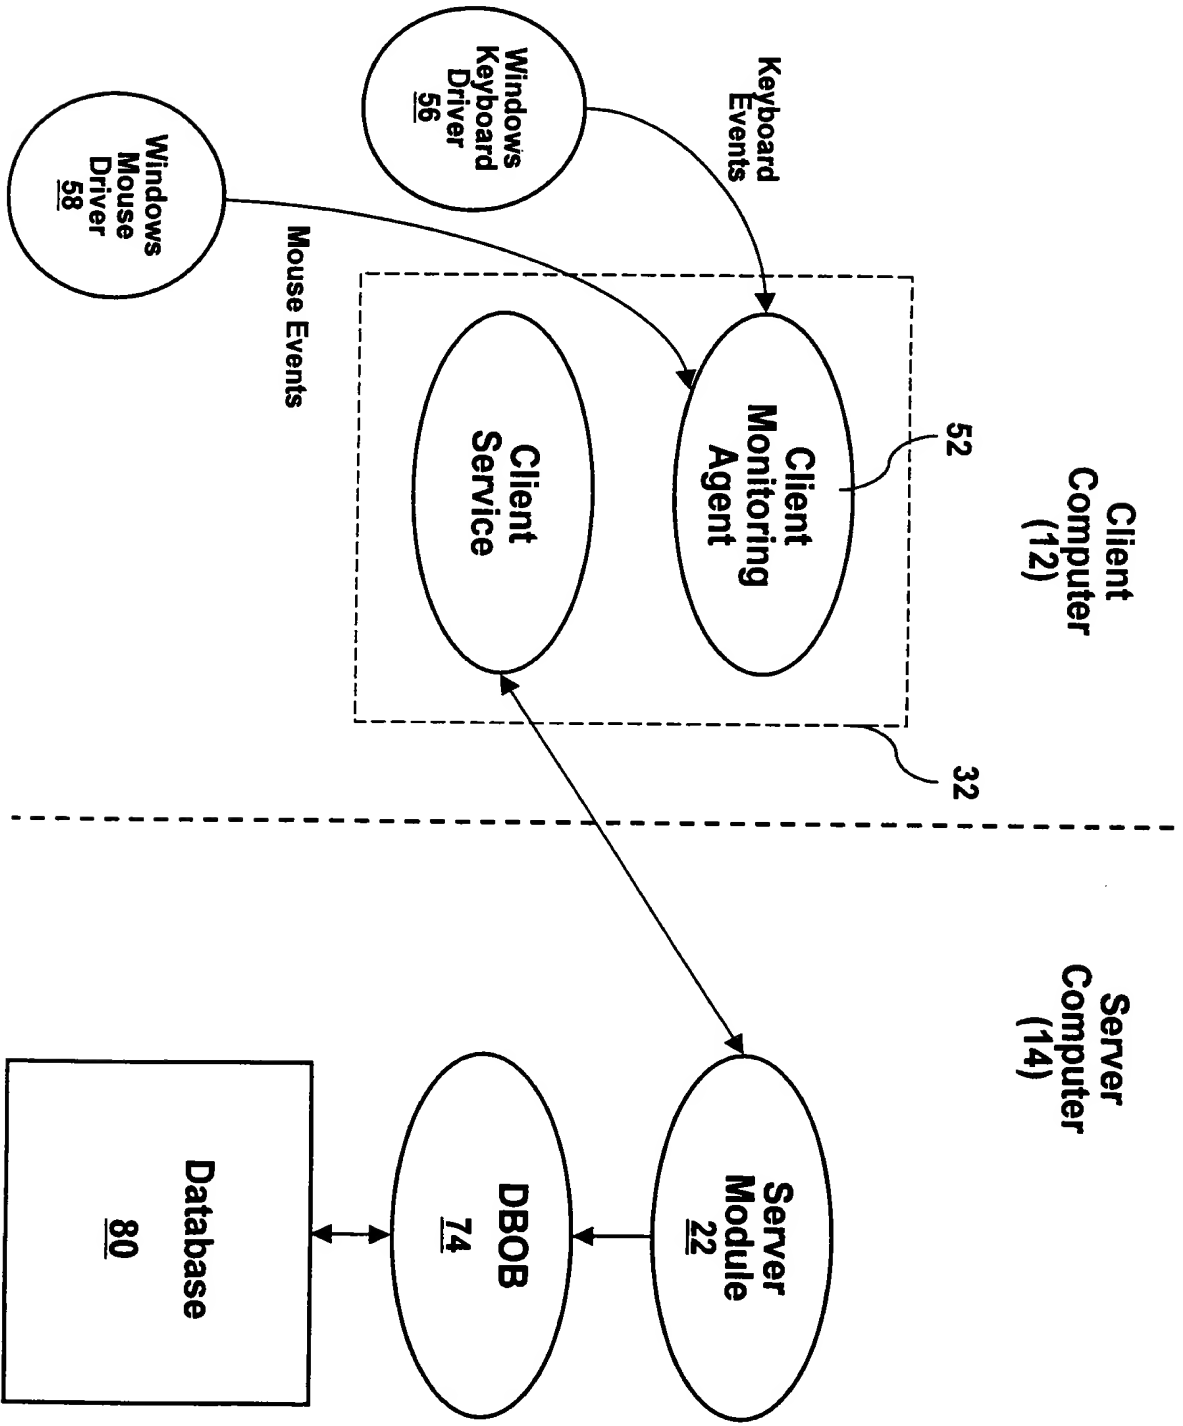 Client
Computer
(12)
Server
Computer
(14)
52
32
Keyboard
Events
Client
Monitoring
Agent
Server
Module
22
Windows
Keyboard
Driver
56
Client
Service
DBOB
74
Mouse Events
Windows
Mouse
Driver
58
Database
80